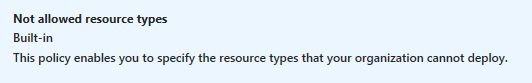 Not allowed resource types
Built-in
This policy enables you to specify the resource types that your organization cannot deploy.